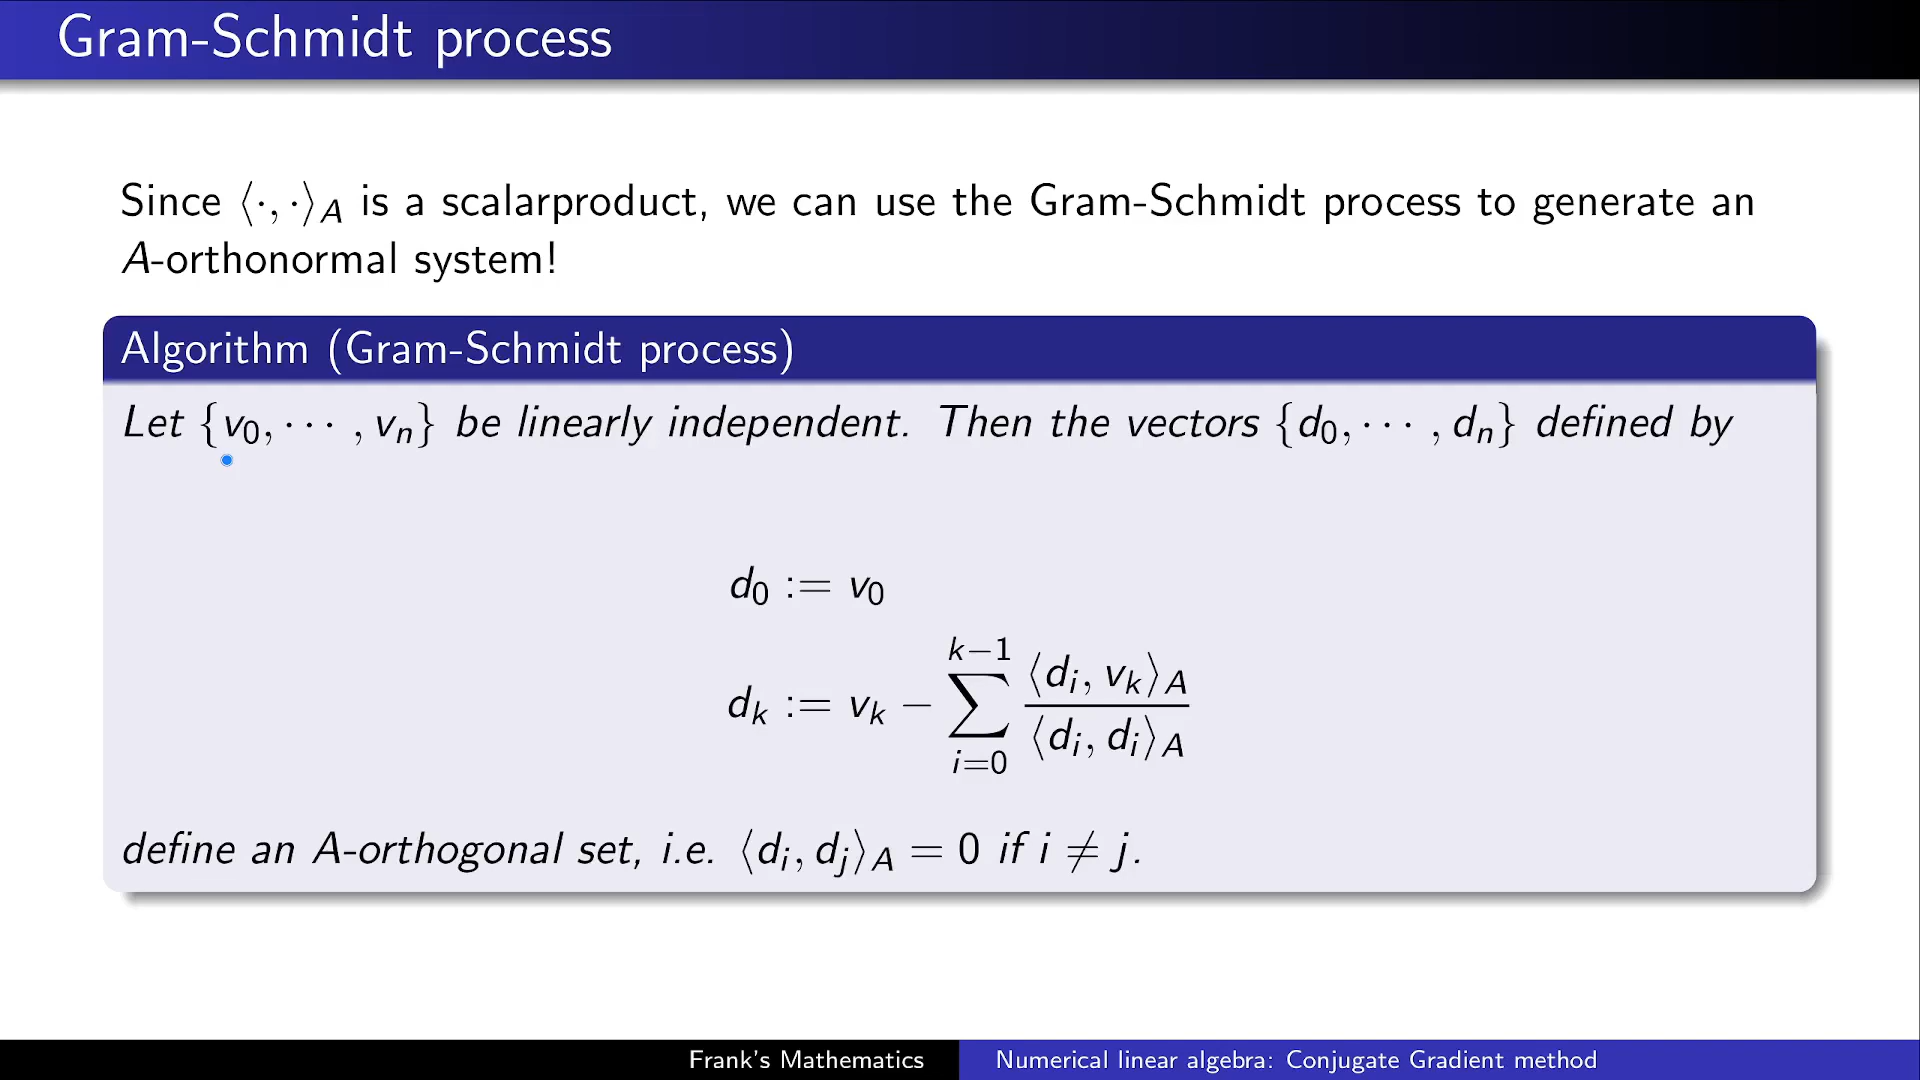 Gram-Schmidt process
Since ⟨·, ·⟩_A is a scalarproduct, we can use the Gram-Schmidt process to generate an
A-orthonormal system!
Algorithm (Gram-Schmidt process)
Let {v_0, · · · , v_n} be linearly independent. Then the vectors {d_0, · · · , d_n} defined by
d_0 := v_0
d_k := v_k − \sum_{i=0}^{k−1} \frac{⟨d_i, v_k⟩_A}{⟨d_i, d_i⟩_A}
define an A-orthogonal set, i.e. ⟨d_i, d_j⟩_A = 0 if i ≠ j.
Frank's Mathematics
Numerical linear algebra: Conjugate Gradient method